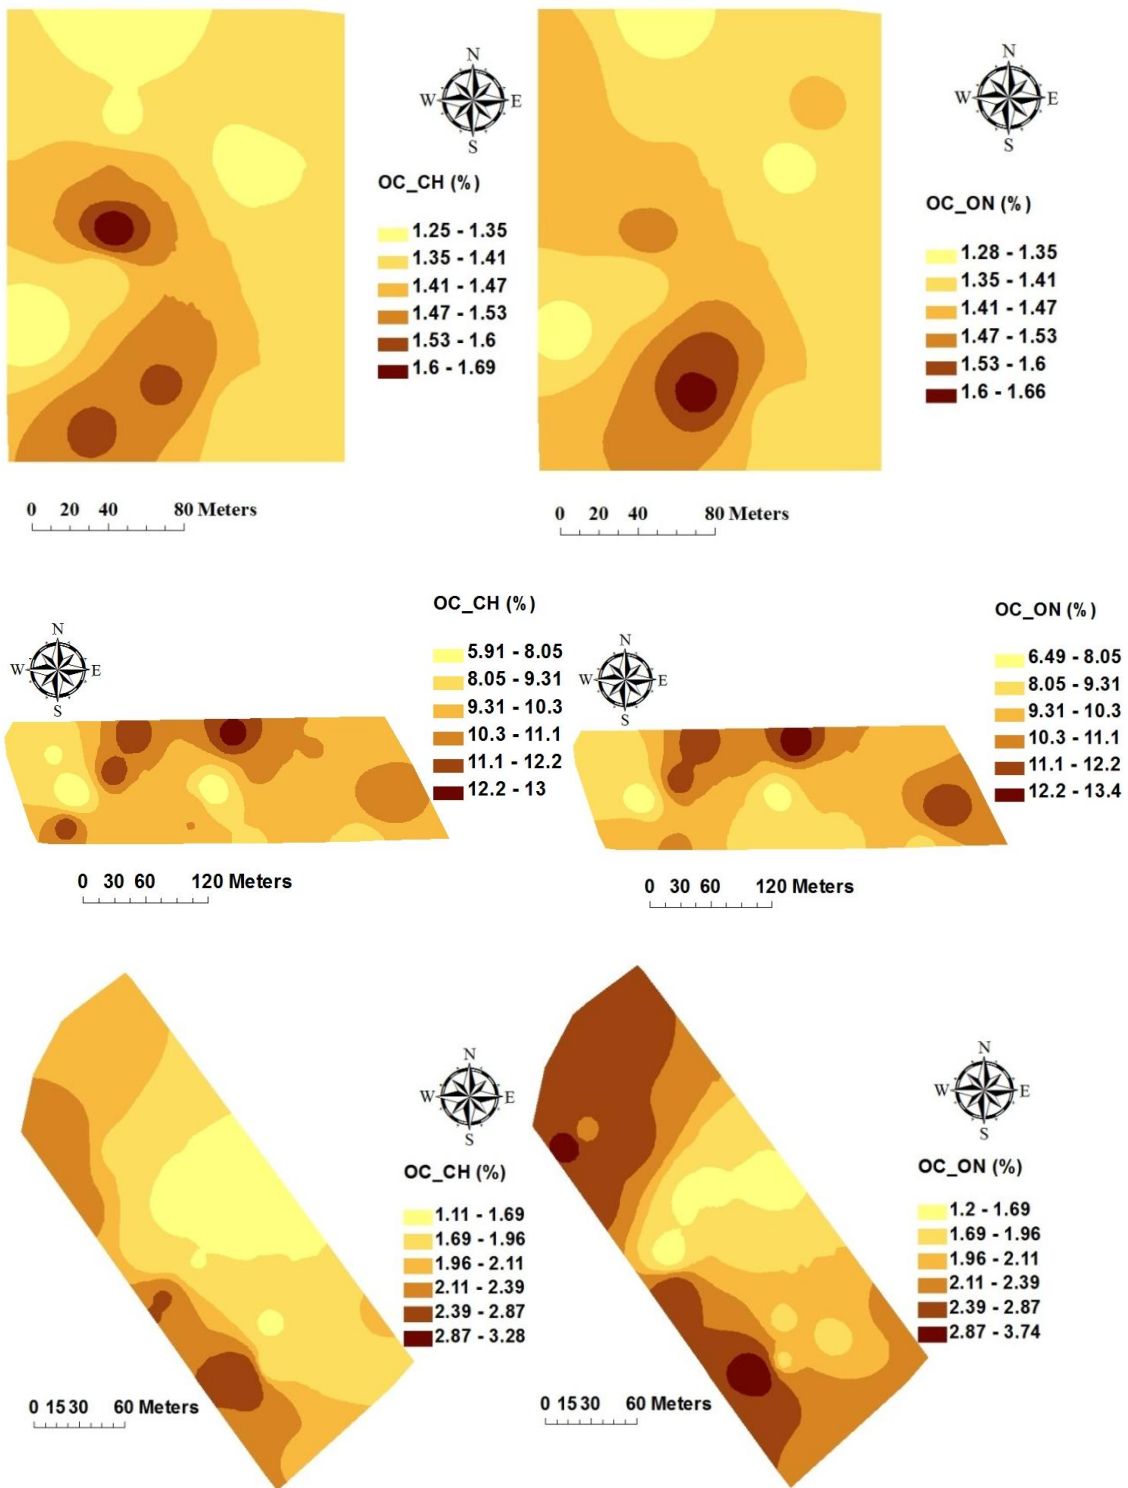 N
W E
S
OC_CH (%)
1.25 - 1.35
1.35 - 1.41
1.41 - 1.47
1.47 - 1.53
1.53 - 1.6
1.6 - 1.69
0 20 40 80 Meters
N
W E
S
OC_ON (%)
1.28 - 1.35
1.35 - 1.41
1.41 - 1.47
1.47 - 1.53
1.53 - 1.6
1.6 - 1.66
0 20 40 80 Meters
N
W E
S
OC_CH (%)
5.91 - 8.05
8.05 - 9.31
9.31 - 10.3
10.3 - 11.1
11.1 - 12.2
12.2 - 13
0 30 60 120 Meters
N
W E
S
OC_ON (%)
6.49 - 8.05
8.05 - 9.31
9.31 - 10.3
10.3 - 11.1
11.1 - 12.2
12.2 - 13.4
0 30 60 120 Meters
N
W E
S
OC_CH (%)
1.11 - 1.69
1.69 - 1.96
1.96 - 2.11
2.11 - 2.39
2.39 - 2.87
2.87 - 3.28
0 15 30 60 Meters
N
W E
S
OC_ON (%)
1.2 - 1.69
1.69 - 1.96
1.96 - 2.11
2.11 - 2.39
2.39 - 2.87
2.87 - 3.74
0 15 30 60 Meters